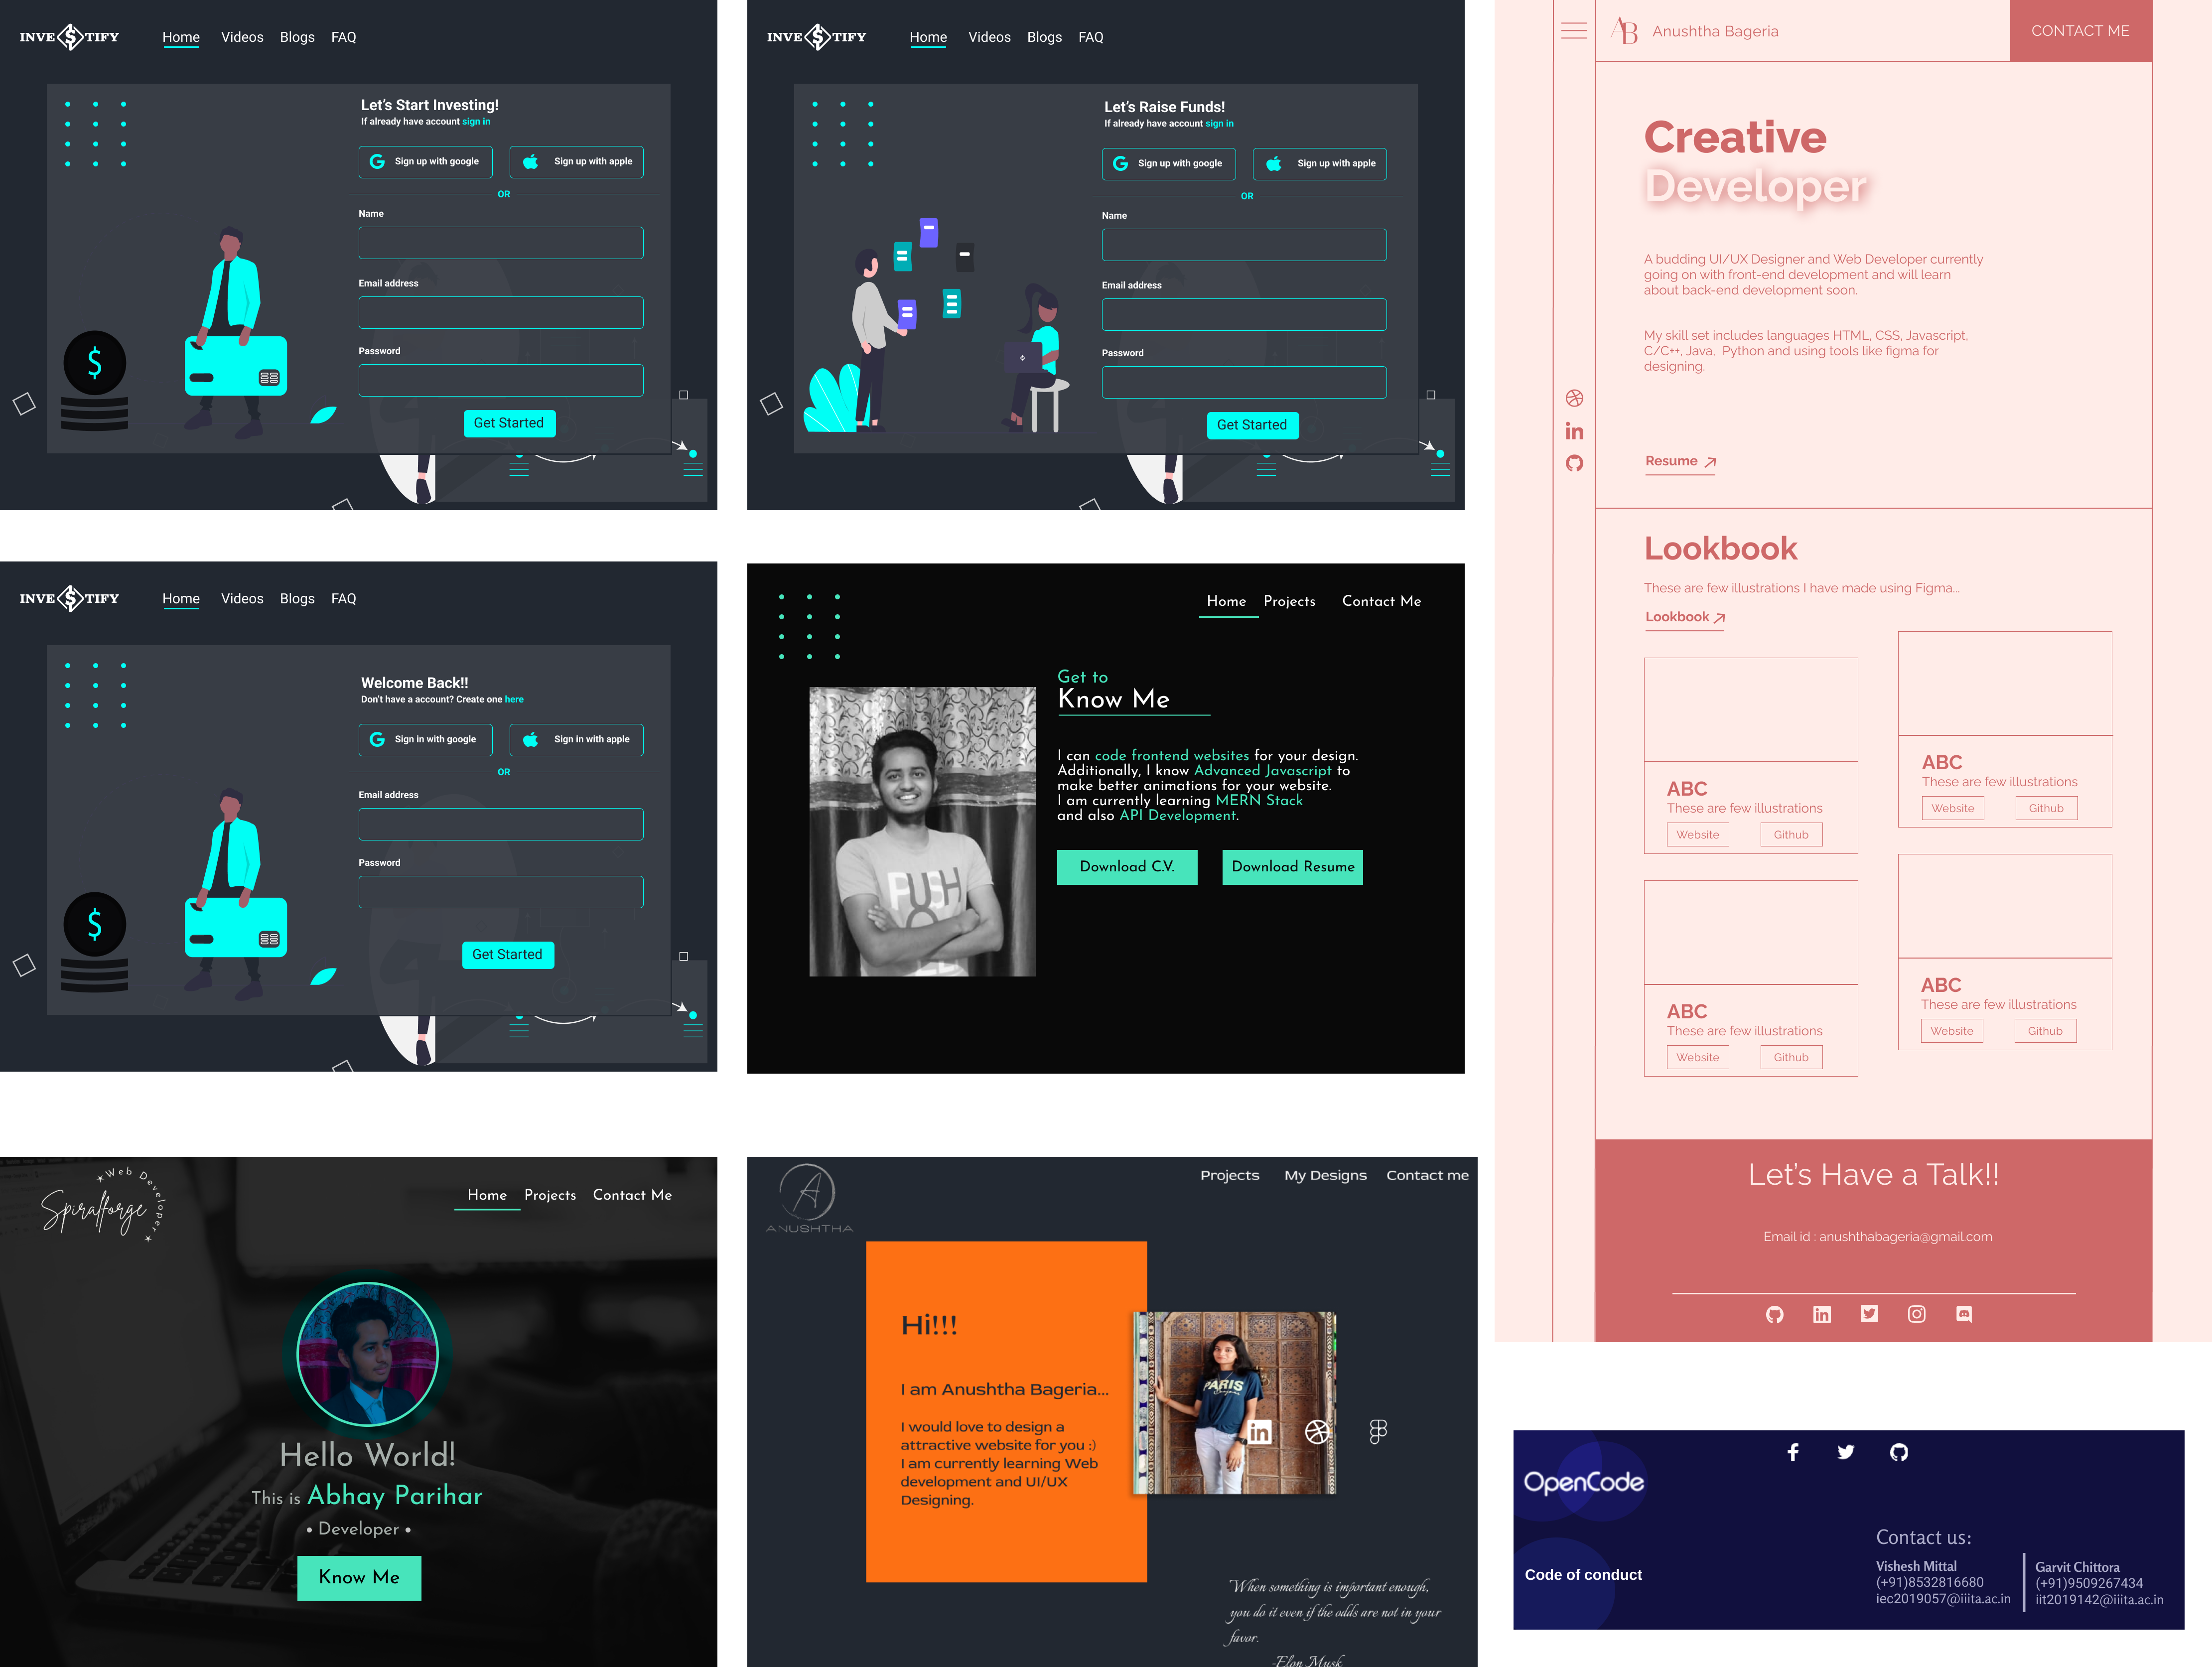 INVE$TIFY
Home Videos Blogs FAQ
Let's Start Investing!
If already have account sign in
Sign up with google
Sign up with apple
OR
Name
Email address
Password
$
Get Started
INVE$TIFY
Home Videos Blogs FAQ
Let's Raise Funds!
If already have account sign in
Sign up with google
Sign up with apple
OR
Name
Email address
Password
Get Started
AB
Anushtha Bageria
CONTACT ME
Creative
Developer
A budding UI/UX Designer and Web Developer currently
going on with front-end development and will learn
about back-end development soon.
My skill set includes languages HTML, CSS, Javascript,
C/C++, Java, Python and using tools like figma for
designing.
in
Resume
Lookbook
These are few illustrations I have made using Figma...
Lookbook
ABC
These are few illustrations
Website Github
ABC
These are few illustrations
Website Github
ABC
These are few illustrations
Website Github
ABC
These are few illustrations
Website Github
Let's Have a Talk!!
Email id : anushthabageria@gmail.com
INVE$TIFY
Home Videos Blogs FAQ
Welcome Back!!
Don't have a account? Create one here
Sign in with google
Sign in with apple
OR
Email address
Password
$
Get Started
Home Projects Contact Me
Get to
Know Me
I can code frontend websites for your design.
Additionally, I know Advanced Javascript to
make better animations for your website.
I am currently learning MERN Stack
and also API Development.
Download C.V.
Download Resume
PUSH
Web Developer
Spiralforge
Home Projects Contact Me
Hello World!
This is Abhay Parihar
• Developer •
Know Me
A
ANUSHTHA
Projects My Designs Contact me
Hi!!!
I am Anushtha Bageria...
I would love to design a
attractive website for you :)
I am currently learning Web
development and UI/UX
Designing.
PARIS
in
"When something is important enough,
you do it even if the odds are not in your
favor.
-Elon Musk
OpenCode
Code of conduct
Contact us:
Vishesh Mittal
(+91)8532816680
iec2019057@iiita.ac.in
Garvit Chittora
(+91)9509267434
iit2019142@iiita.ac.in